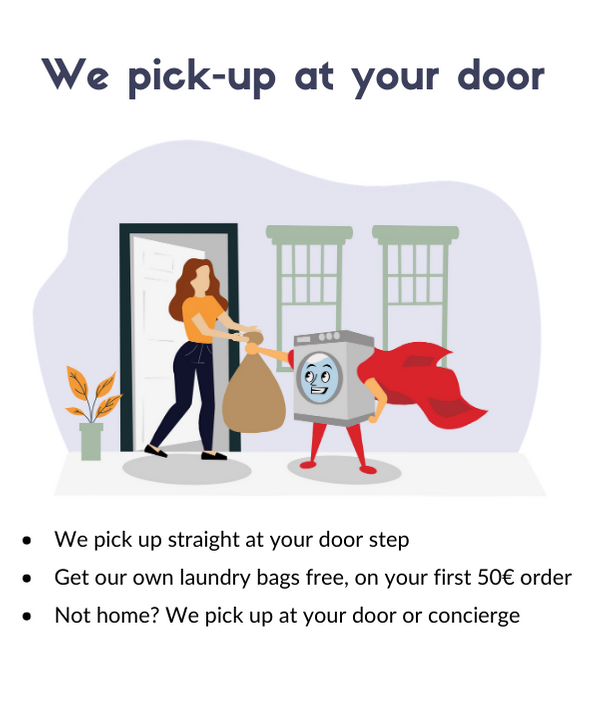 We pick-up at your door
• We pick up straight at your door step
• Get our own laundry bags free, on your first 50€ order
• Not home? We pick up at your door or concierge